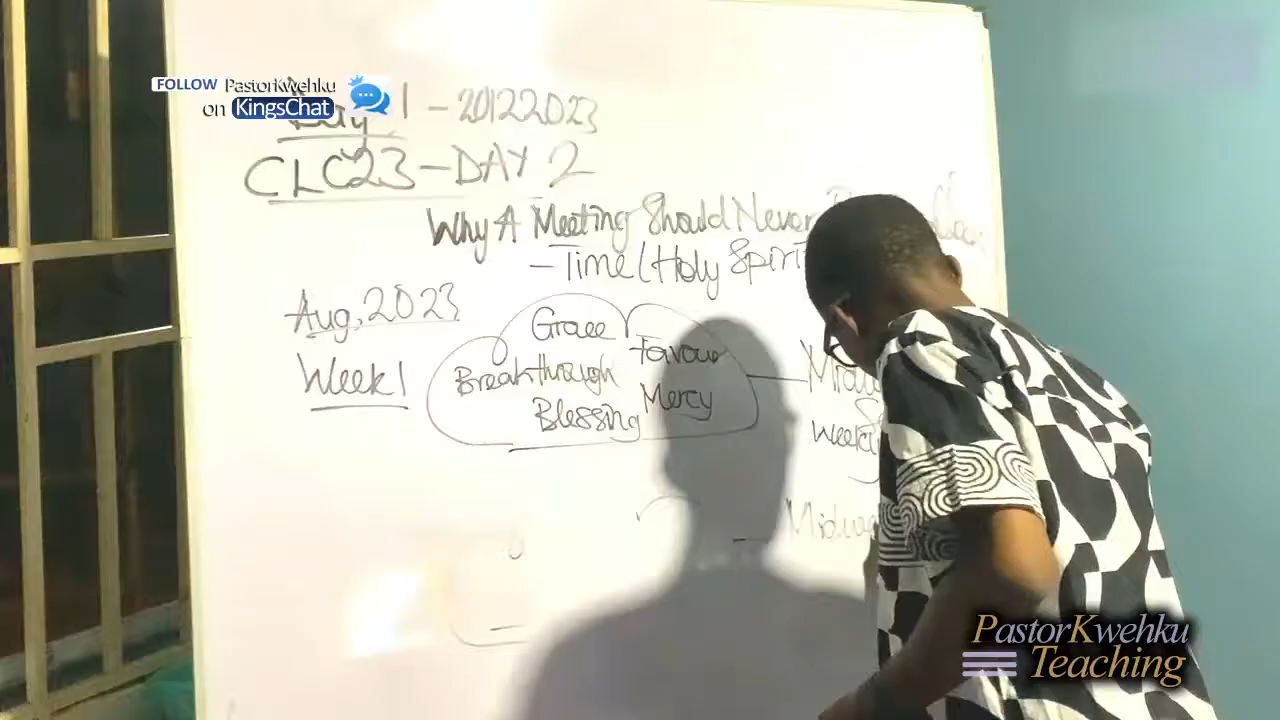 FOLLOW PastorKwehku
on KingsChat
Day 1 - 20122023
CLC23 - DAY 2
Why A Meeting Should Never
- Time (Holy Spirit
Aug, 2023
Week 1
Grace
Favour
Breakthrough
Mercy
Blessing
PastorKwehku
Teaching